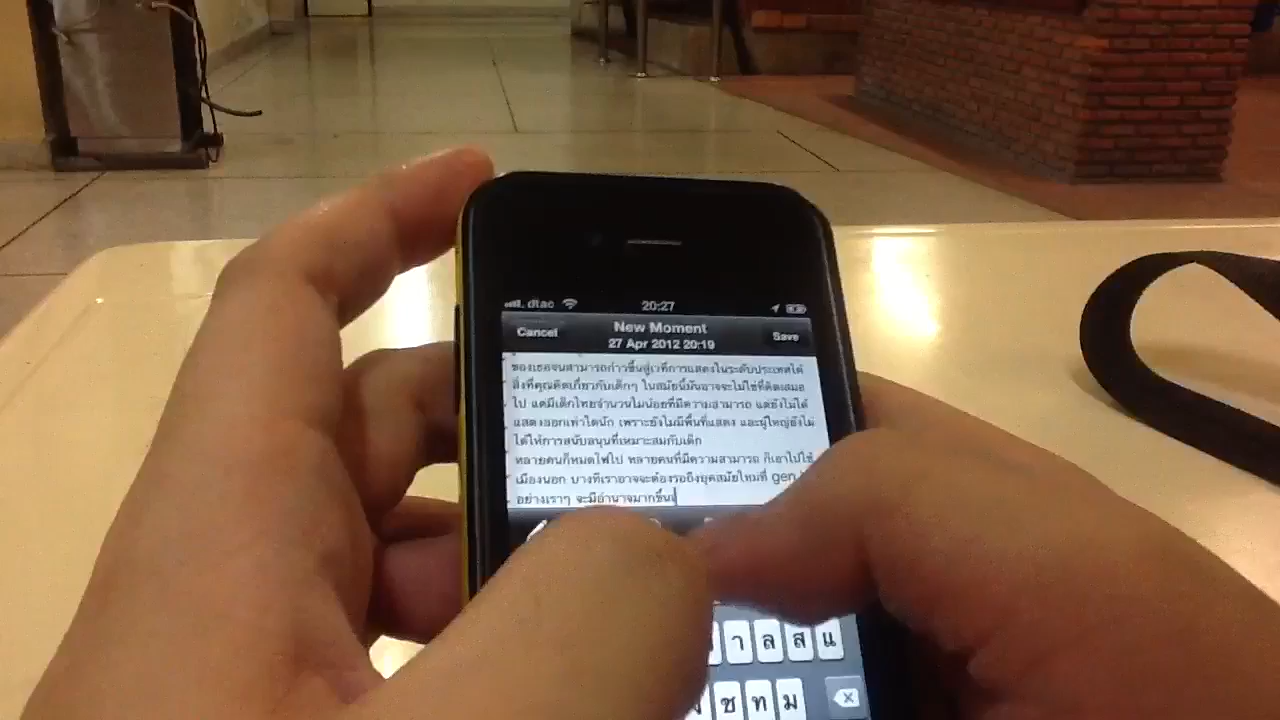 dtac 20:27
Cancel New Moment Save
27 Apr 2012 20:19
ของเธอจนสามารถก้าวขึ้นสู่เวทีการแสดงในระดับประเทศได้
สิ่งที่คุณคิดเกี่ยวกับเด็กๆ ในสมัยนี้มันอาจจะไม่ใช่ที่คิดเสมอ
ไป แต่มีเด็กไทยจำนวนไม่น้อยที่มีความสามารถ แต่ยังไม่ได้
แสดงออกเท่าใดนัก เพราะยังไม่มีพื้นที่แสดง และผู้ใหญ่ยังไม่
ได้ให้การสนับสนุนที่เหมาะสมกับเด็ก
หลายคนก็หมดไฟไป หลายคนที่มีความสามารถ ก็เอาไปใช้
เมืองนอก บางทีเราอาจจะต้องรอถึงยุคสมัยใหม่ที่ gen
อย่างเราๆ จะมีอำนาจมากขึ้น
า ล ส แ
ช ท ม